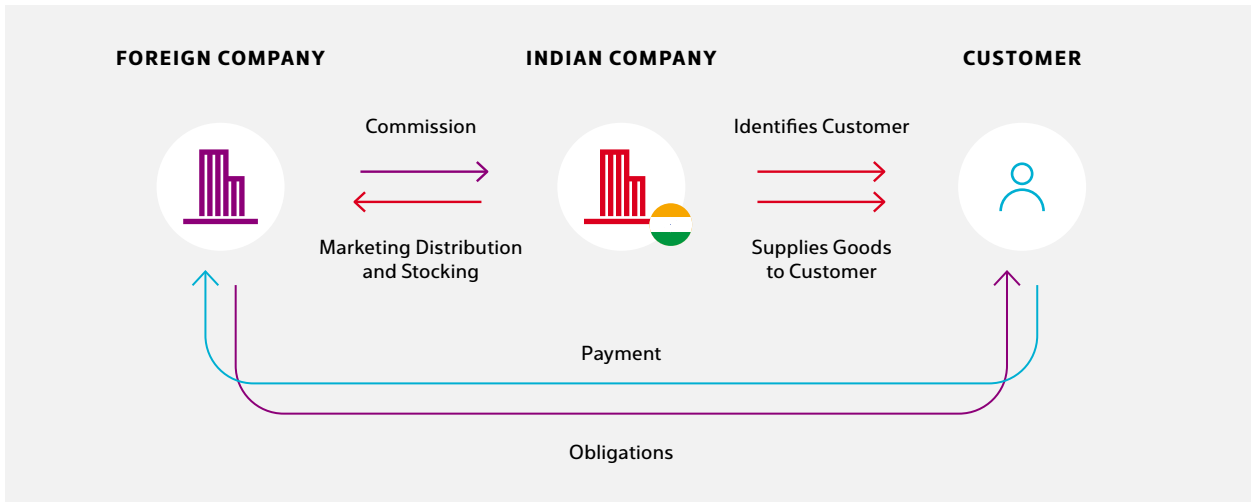 FOREIGN COMPANY
INDIAN COMPANY
CUSTOMER
Commission
Identifies Customer
Marketing Distribution
and Stocking
Supplies Goods
to Customer
Payment
Obligations